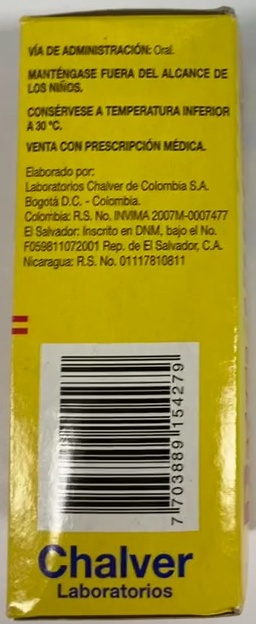 VÍA DE ADMINISTRACIÓN: Oral.
MANTÉNGASE FUERA DEL ALCANCE DE
LOS NIÑOS.
CONSÉRVESE A TEMPERATURA INFERIOR
A 30 °C.
VENTA CON PRESCRIPCIÓN MÉDICA.
Elaborado por:
Laboratorios Chalver de Colombia S.A.
Bogotá D.C. - Colombia.
Colombia: R.S. No. INVIMA 2007M-0007477
El Salvador: Inscrito en DNM, bajo el No.
F059811072001 Rep. de El Salvador, C.A.
Nicaragua: R.S. No. 01117810811
7 703889 154279
Chalver
Laboratorios